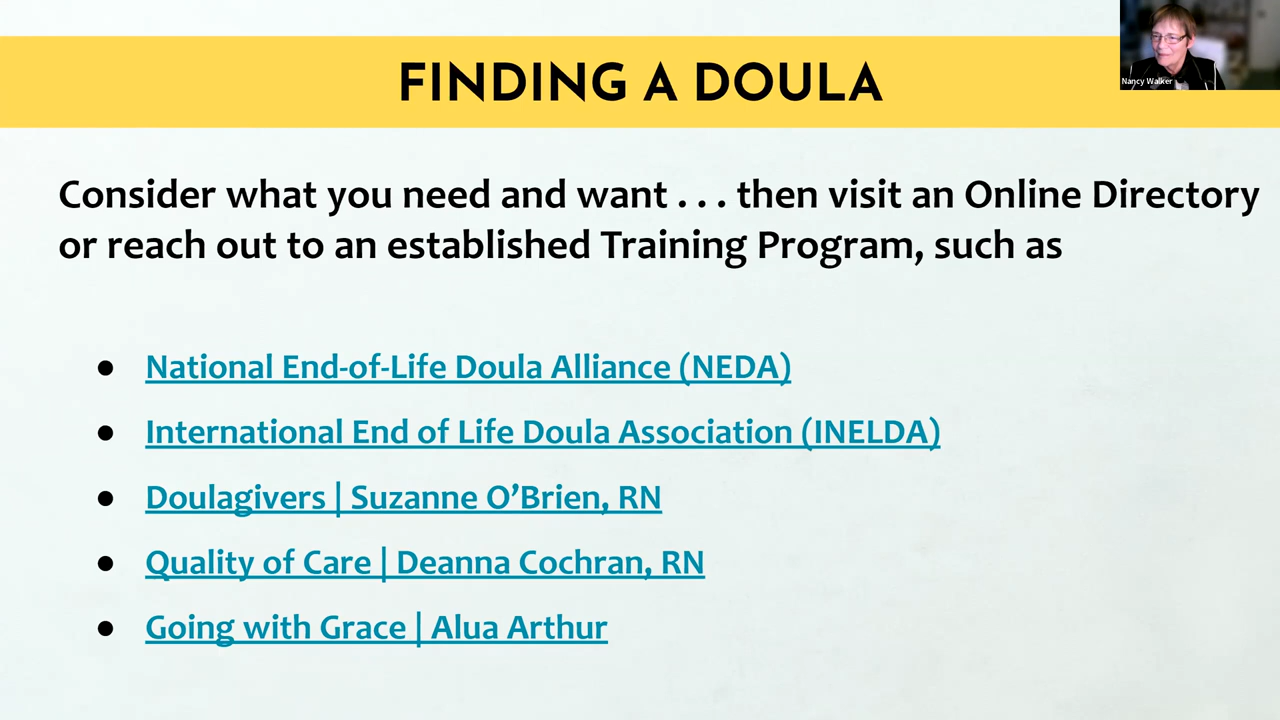 FINDING A DOULA
Nancy Walker
Consider what you need and want . . . then visit an Online Directory
or reach out to an established Training Program, such as
● National End-of-Life Doula Alliance (NEDA)
● International End of Life Doula Association (INELDA)
● Doulagivers | Suzanne O’Brien, RN
● Quality of Care | Deanna Cochran, RN
● Going with Grace | Alua Arthur